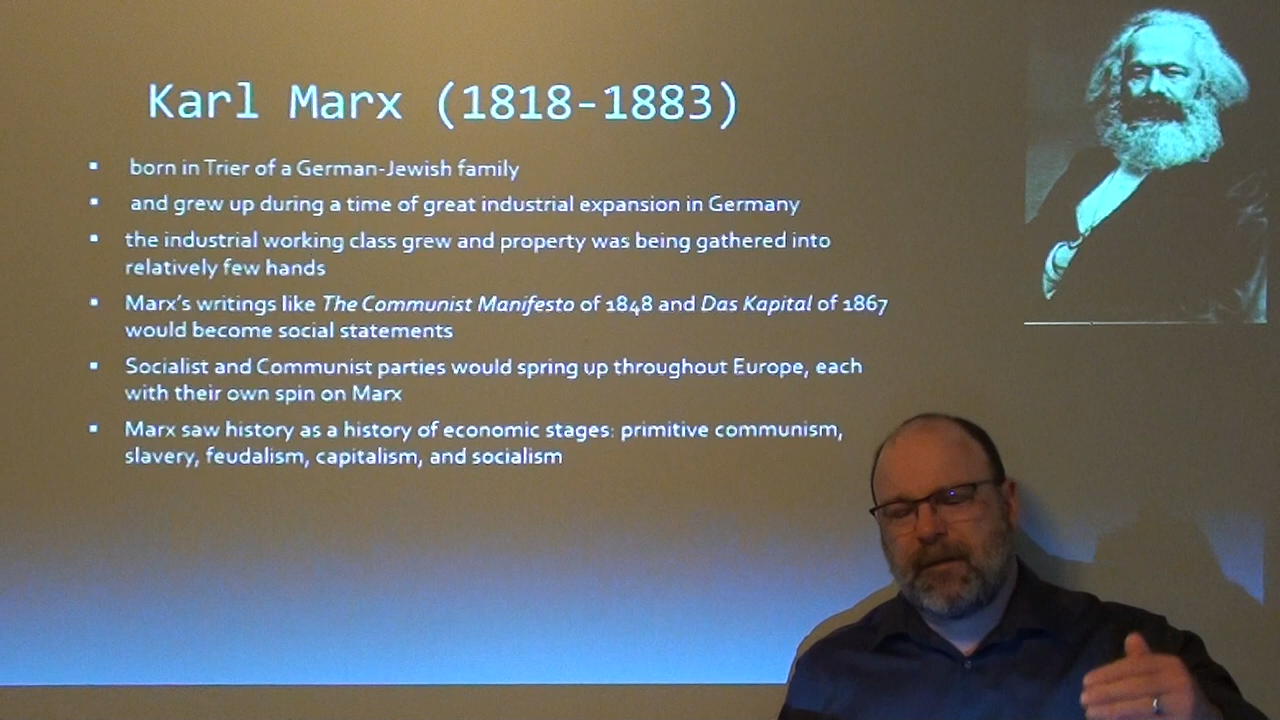 Karl Marx (1818-1883)
▪ born in Trier of a German-Jewish family
▪ and grew up during a time of great industrial expansion in Germany
▪ the industrial working class grew and property was being gathered into
relatively few hands
▪ Marx's writings like The Communist Manifesto of 1848 and Das Kapital of 1867
would become social statements
▪ Socialist and Communist parties would spring up throughout Europe, each
with their own spin on Marx
▪ Marx saw history as a history of economic stages: primitive communism,
slavery, feudalism, capitalism, and socialism